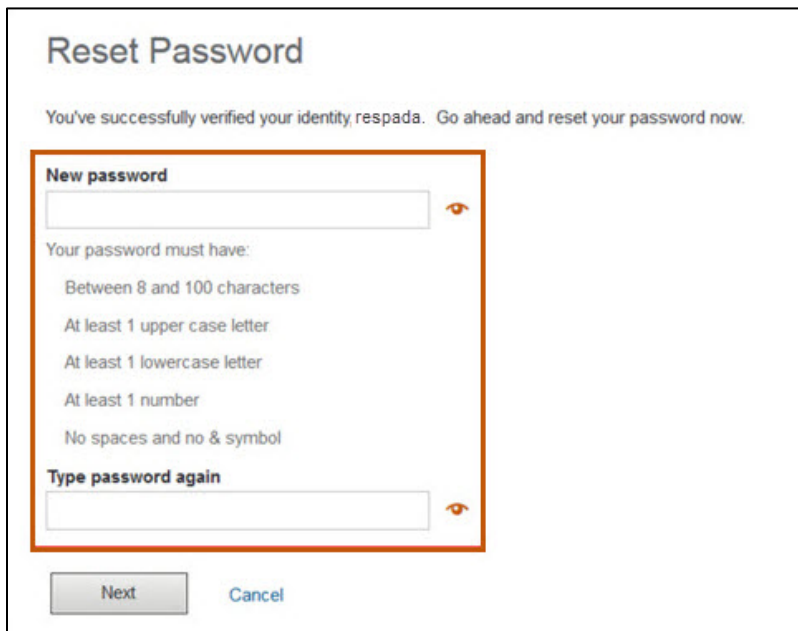 Reset Password
You've successfully verified your identity, respada. Go ahead and reset your password now.
New password
Your password must have:
Between 8 and 100 characters
At least 1 upper case letter
At least 1 lowercase letter
At least 1 number
No spaces and no & symbol
Type password again
Next Cancel